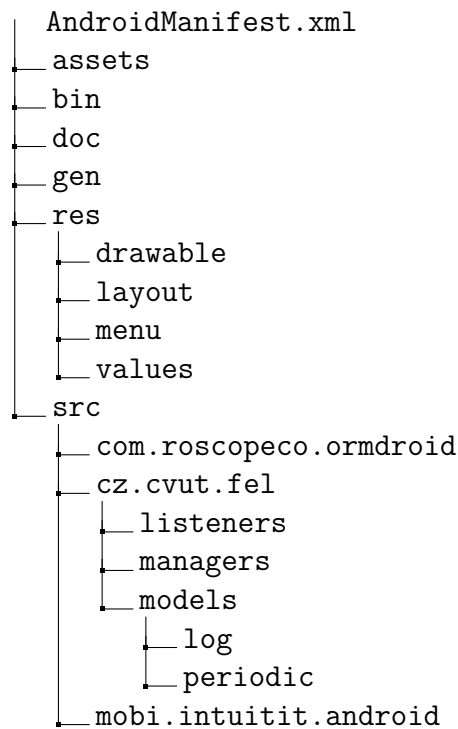 AndroidManifest.xml
assets
bin
doc
gen
res
drawable
layout
menu
values
src
com.roscopeco.ormdroid
cz.cvut.fel
listeners
managers
models
log
periodic
mobi.intuitit.android